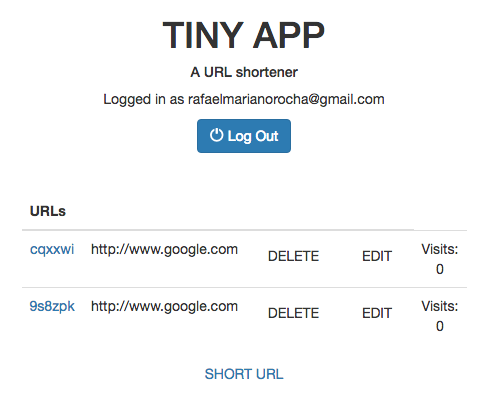 TINY APP
A URL shortener
Logged in as rafaelmarianorocha@gmail.com
Log Out
URLs
cqxxwi http://www.google.com DELETE EDIT Visits: 0
9s8zpk http://www.google.com DELETE EDIT Visits: 0
SHORT URL